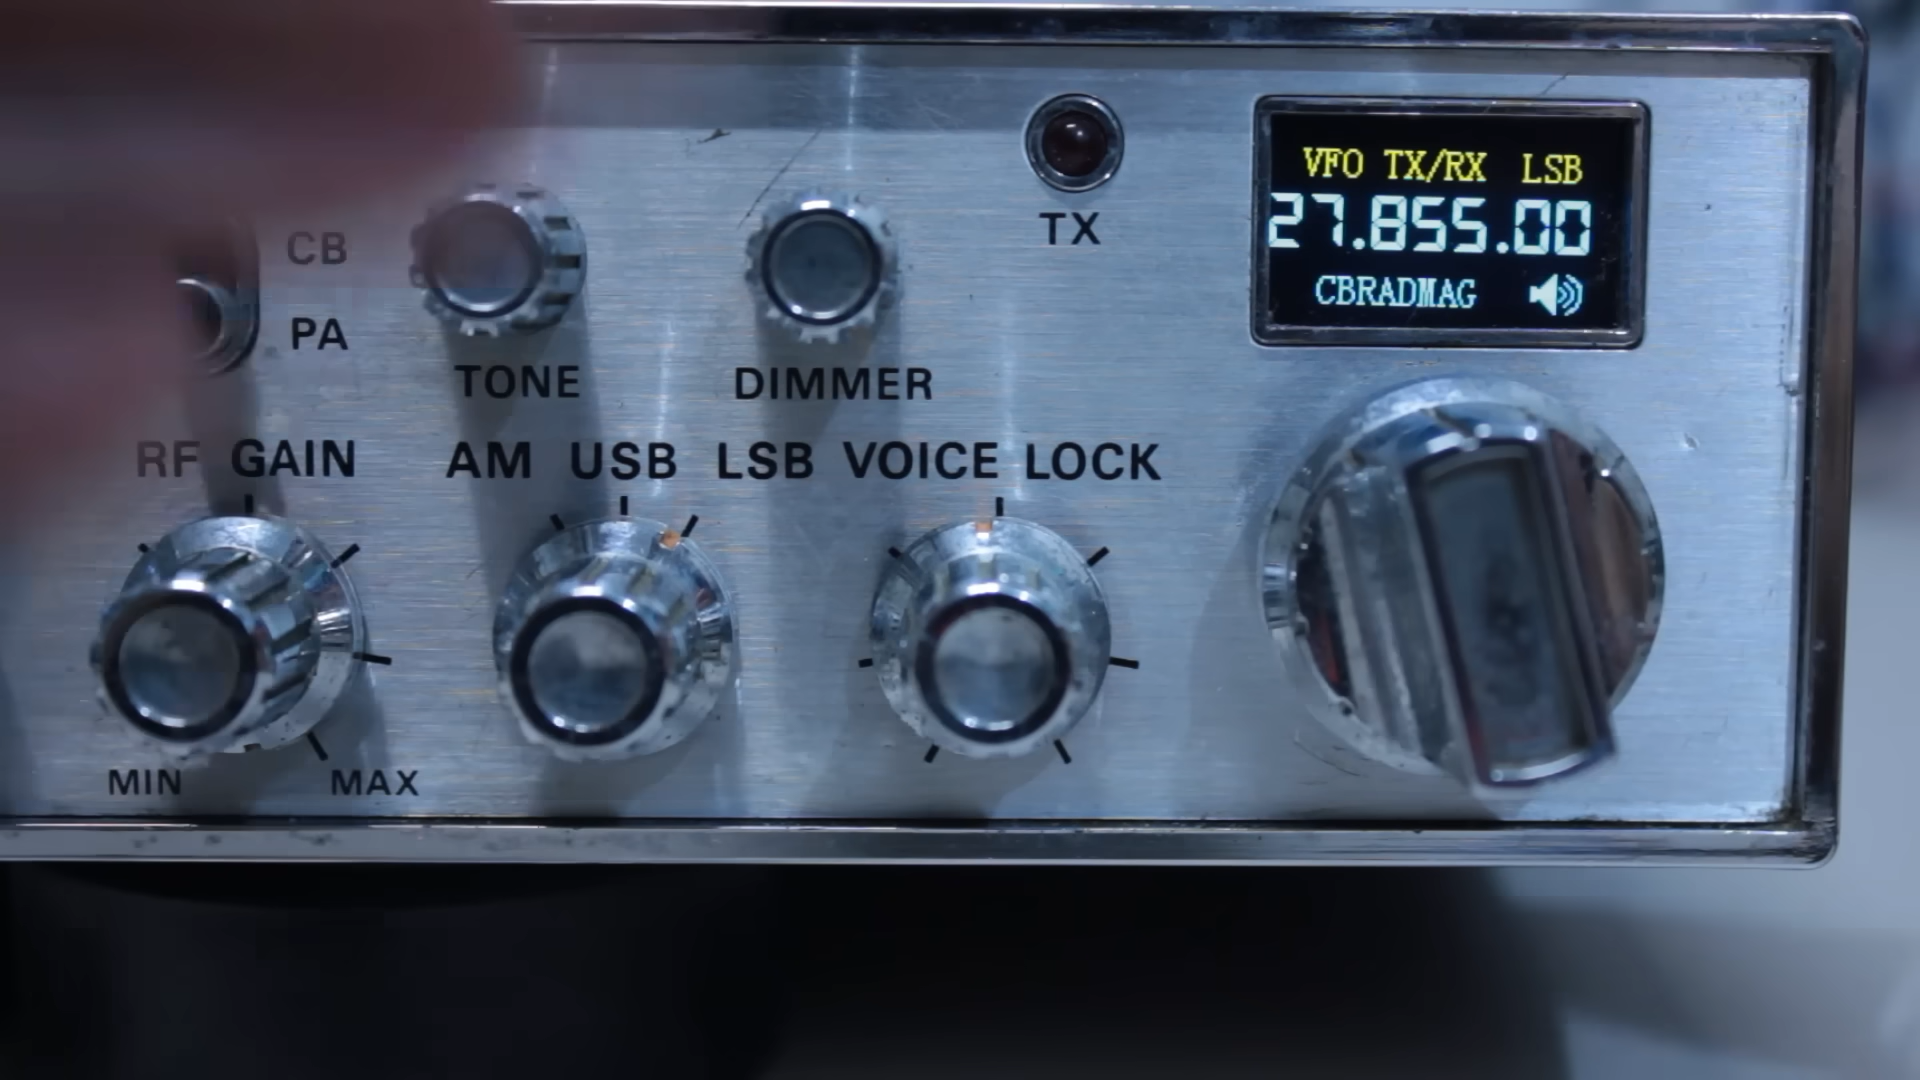 VFO TX/RX LSB
27.855.00
CBRADMAG
TX
CB
PA
TONE
DIMMER
RF GAIN
AM USB LSB
VOICE LOCK
MIN
MAX